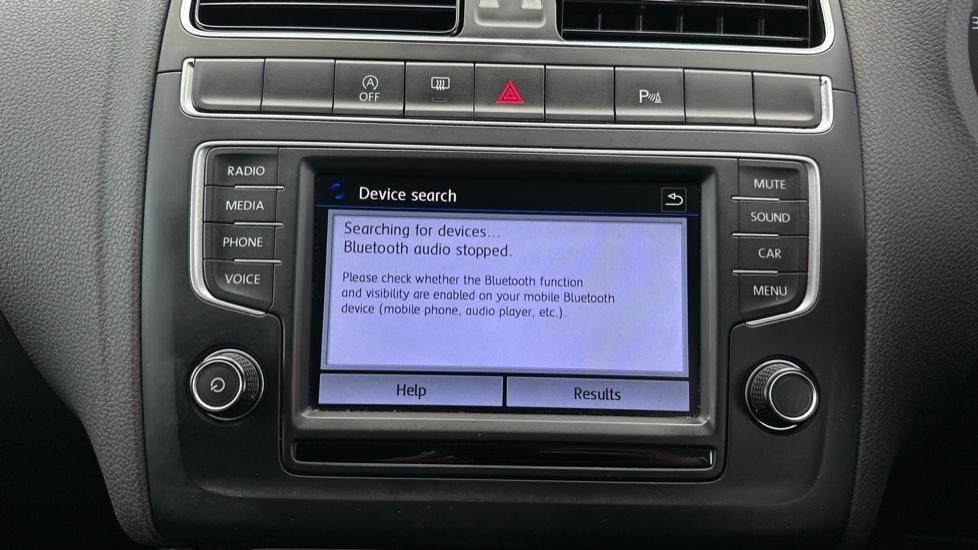 OFF
P
RADIO
MEDIA
PHONE
VOICE
Device search
Searching for devices...
Bluetooth audio stopped.
Please check whether the Bluetooth function
and visibility are enabled on your mobile Bluetooth
device (mobile phone, audio player, etc.).
Help
Results
MUTE
SOUND
CAR
MENU